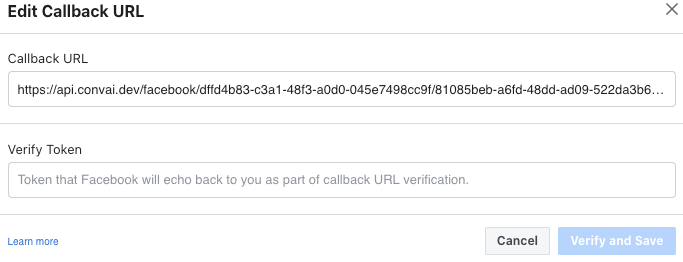 Edit Callback URL
Callback URL
https://api.convai.dev/facebook/dffd4b83-c3a1-48f3-a0d0-045e7498cc9f/81085beb-a6fd-48dd-ad09-522da3b6...
Verify Token
Token that Facebook will echo back to you as part of callback URL verification.
Learn more
Cancel
Verify and Save